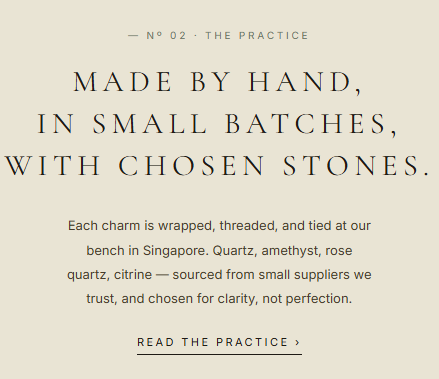 — Nº 02 · THE PRACTICE
MADE BY HAND,
IN SMALL BATCHES,
WITH CHOSEN STONES.
Each charm is wrapped, threaded, and tied at our
bench in Singapore. Quartz, amethyst, rose
quartz, citrine — sourced from small suppliers we
trust, and chosen for clarity, not perfection.
READ THE PRACTICE ›